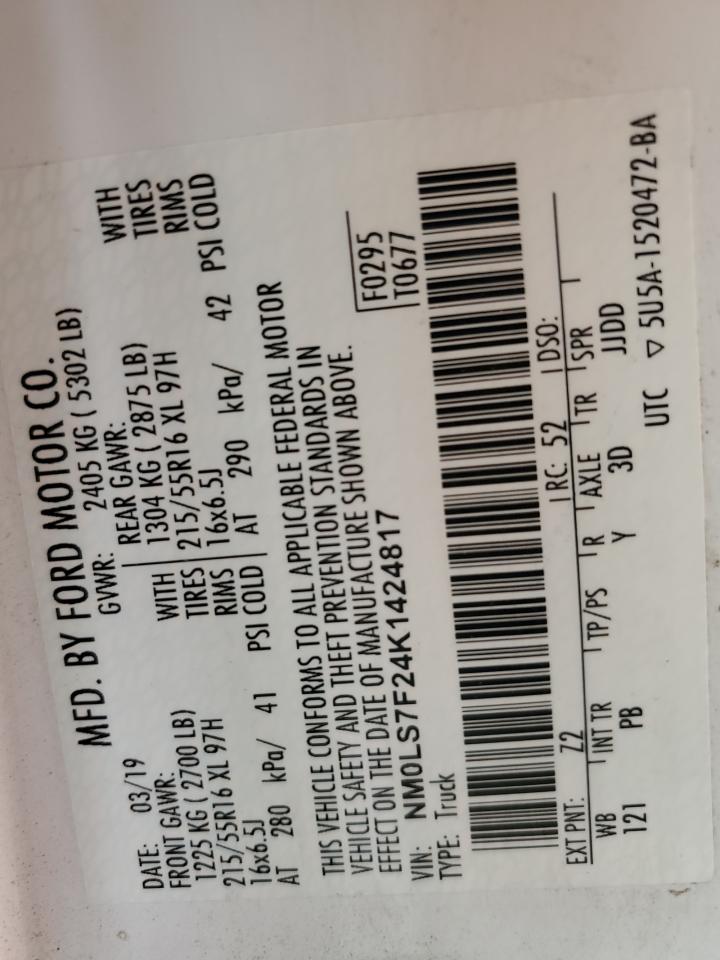 MFD. BY FORD MOTOR CO.
DATE: 03/19 GVWR: 2405 KG ( 5302 LB)
FRONT GAWR: REAR GAWR:
1225 KG ( 2700 LB) WITH 1304 KG ( 2875 LB) WITH
215/55R16 XL 97H TIRES 215/55R16 XL 97H TIRES
16x6.5J RIMS 16x6.5J RIMS
AT 280 kPa/ 41 PSI COLD AT 290 kPa/ 42 PSI COLD
THIS VEHICLE CONFORMS TO ALL APPLICABLE FEDERAL MOTOR
VEHICLE SAFETY AND THEFT PREVENTION STANDARDS IN
EFFECT ON THE DATE OF MANUFACTURE SHOWN ABOVE.
VIN: NM0LS7F24K1424817 F0295
TYPE: Truck T0677
EXT PNT: Z2 RC: 52 DSO:
WB INT TR TP/PS R AXLE TR SPR
121 PB Y 3D JJDD
UTC ▽ 5U5A-1520472-BA